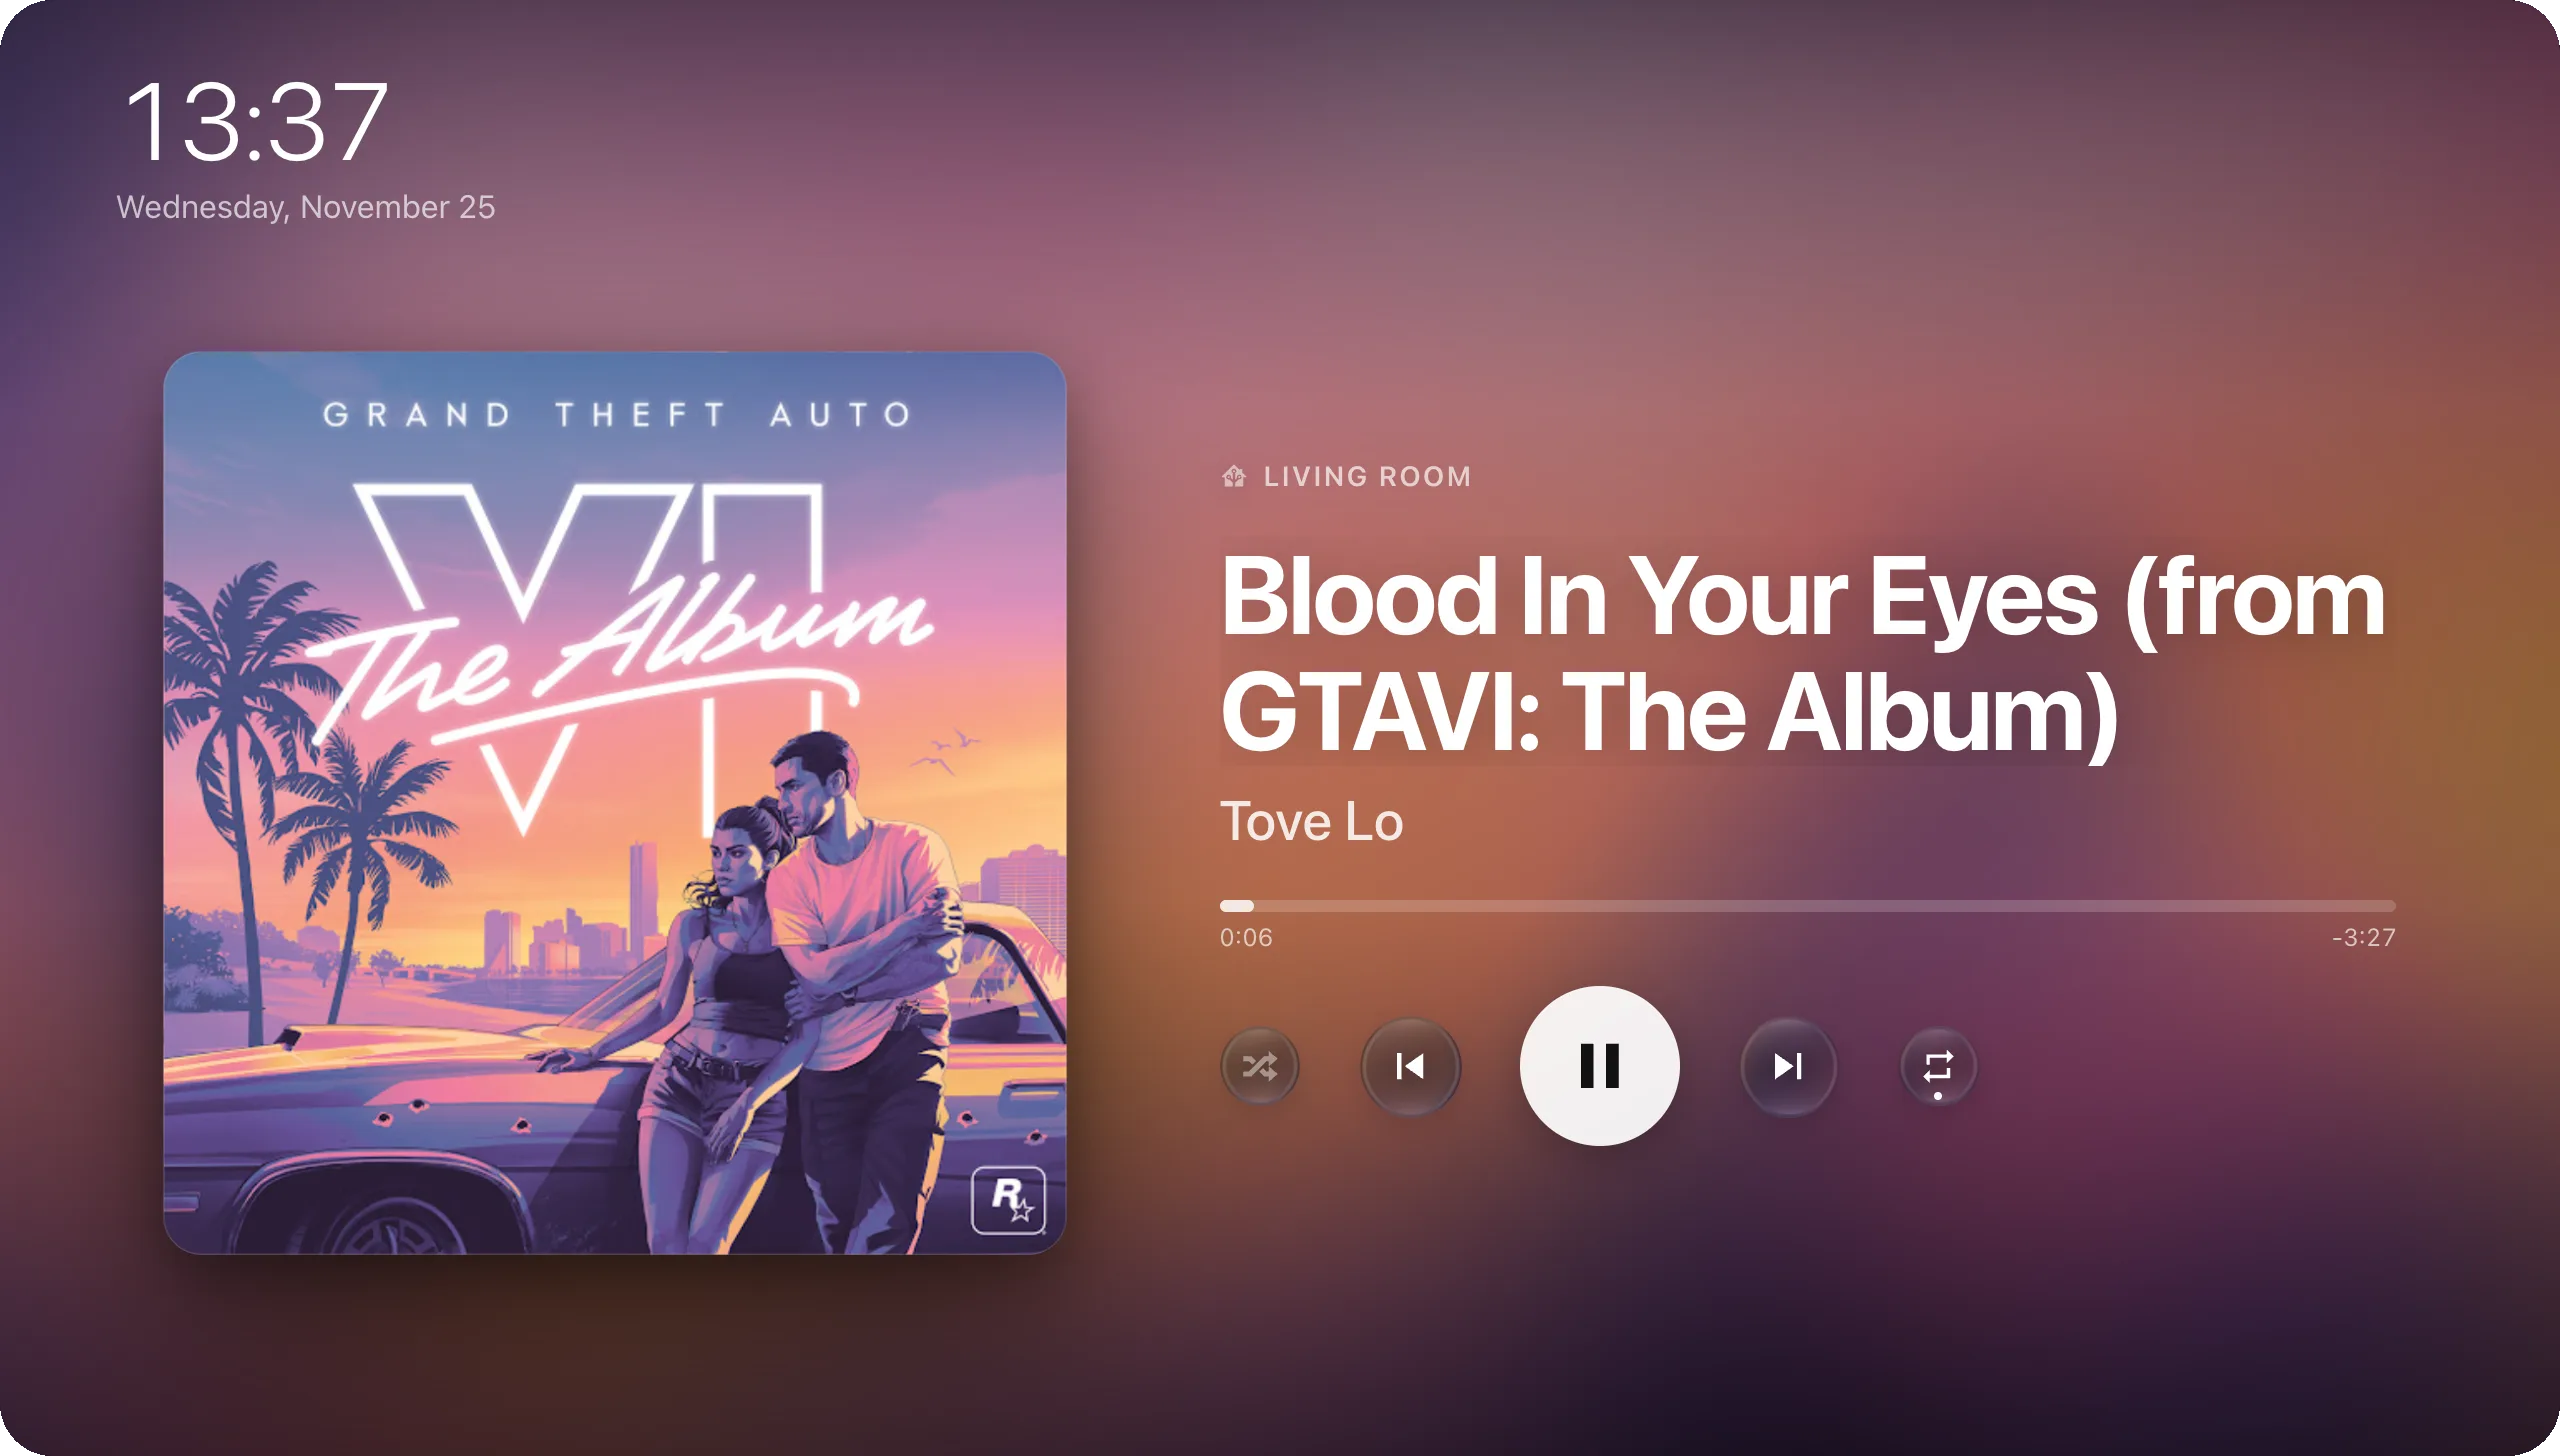 13:37
Wednesday, November 25
GRAND THEFT AUTO
VI
The Album
R
LIVING ROOM
Blood In Your Eyes (from
GTAVI: The Album)
Tove Lo
0:06
-3:27